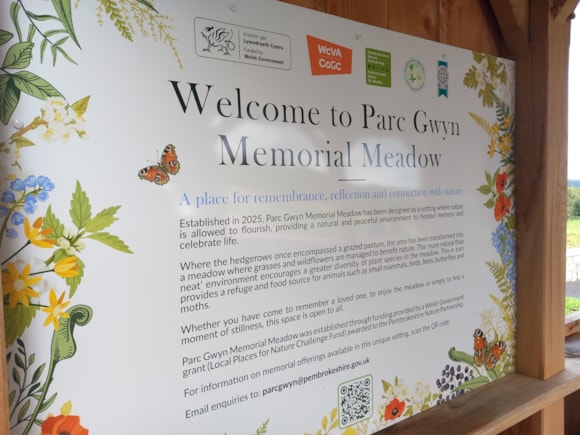 Ariennir gan
Lywodraeth Cymru
Funded by
Welsh Government
WCVA
CGGC
Welcome to Parc Gwyn
Memorial Meadow
A place for remembrance, reflection and connection with nature
Established in 2025, Parc Gwyn Memorial Meadow has been designed as a setting where nature
is allowed to flourish, providing a natural and peaceful environment to honour memory and
celebrate life.
Where the hedgerows once encompassed a grazed pasture, the area has been transformed into
a meadow where grasses and wildflowers are managed to benefit nature. This more natural than
neat' environment encourages a greater diversity of plant species in the meadow. This in turn
provides a refuge and food source for animals such as small mammals, birds, bees, butterflies and
moths.
Whether you have come to remember a loved one, to enjoy the meadow or simply to find a
moment of stillness, this space is open to all.
Parc Gwyn Memorial Meadow was established through funding provided by a Welsh Government
grant (Local Places for Nature Challenge Fund) awarded to the Pembrokeshire Nature Partnership.
For information on memorial offerings available in this unique setting, scan the QR code.
Email enquiries to: parcgwyn@pembrokeshire.gov.uk